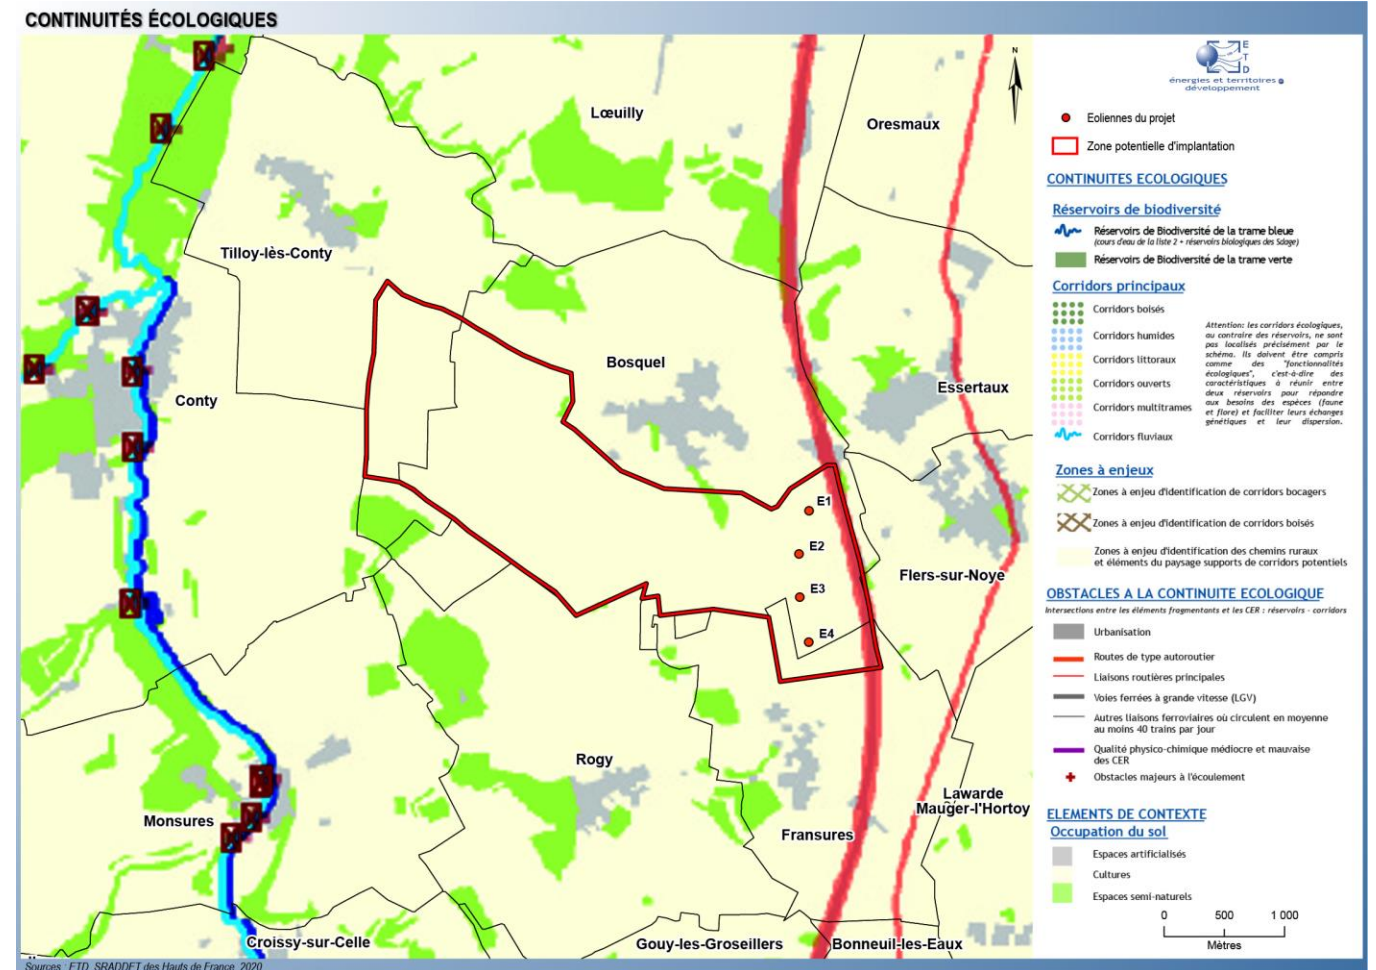 CONTINUITÉS ÉCOLOGIQUES
Lœuilly
Oresmaux
Tilloy-lès-Conty
Bosquel
Essertaux
Conty
E1
E2
Flers-sur-Noye
E3
E4
Rogy
Monsures
Fransures
Lawarde
Mauger-l'Hortoy
Croissy-sur-Celle
Gouy-les-Groseillers
Bonneuil-les-Eaux
Sources : ETD, SRADDET des Hauts de France, 2020
N
E
T
D
énergies et territoires
développement
Eoliennes du projet
Zone potentielle d'implantation
CONTINUITES ECOLOGIQUES
Réservoirs de biodiversité
Réservoirs de Biodiversité de la trame bleue
(cours d'eau de la liste 2 + réservoirs biologiques des Sdage)
Réservoirs de Biodiversité de la trame verte
Corridors principaux
Corridors boisés
Corridors humides
Corridors littoraux
Corridors ouverts
Corridors multitrames
Corridors fluviaux
Attention: les corridors écologiques,
au contraire des réservoirs, ne sont
pas localisés précisément par le
schéma. Ils doivent être compris
comme des "fonctionnalités
écologiques", c'est-à-dire des
caractéristiques à réunir entre
deux réservoirs pour répondre
aux besoins des espèces (faune
et flore) et faciliter leurs échanges
génétiques et leur dispersion.
Zones à enjeux
Zones à enjeu d'identification de corridors bocagers
Zones à enjeu d'identification de corridors boisés
Zones à enjeu d'identification des chemins ruraux
et éléments du paysage supports de corridors potentiels
OBSTACLES A LA CONTINUITE ECOLOGIQUE
Intersections entre les éléments fragmentants et les CER : réservoirs - corridors
Urbanisation
Routes de type autoroutier
Liaisons routières principales
Voies ferrées à grande vitesse (LGV)
Autres liaisons ferroviaires où circulent en moyenne
au moins 40 trains par jour
Qualité physico-chimique médiocre et mauvaise
des CER
Obstacles majeurs à l'écoulement
ELEMENTS DE CONTEXTE
Occupation du sol
Espaces artificialisés
Cultures
Espaces semi-naturels
0 500 1 000
Mètres